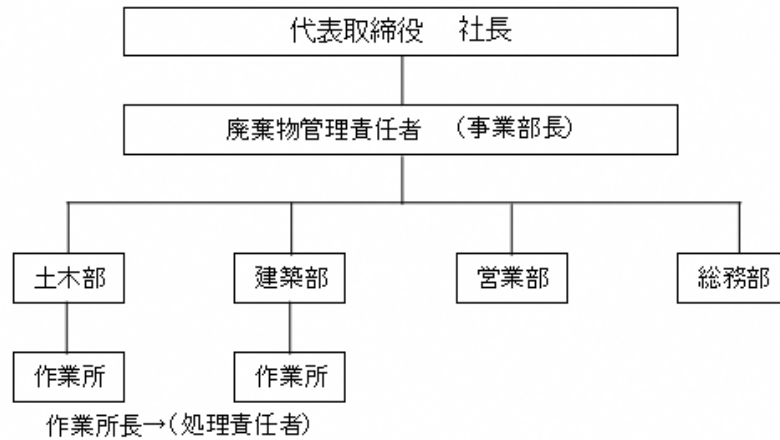 代表取締役　社長
廃棄物管理責任者　（事業部長）
土木部　建築部　営業部　総務部
作業所　作業所
作業所長→(処理責任者)